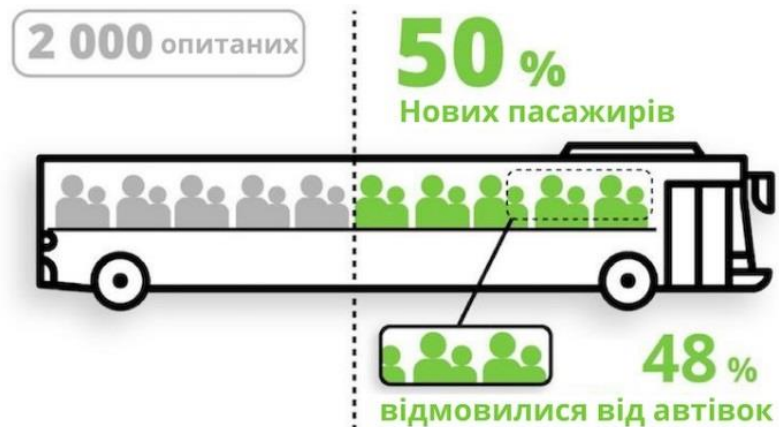 2 000 опитаних
50 %
Нових пасажирів
48 %
відмовилися від автівок